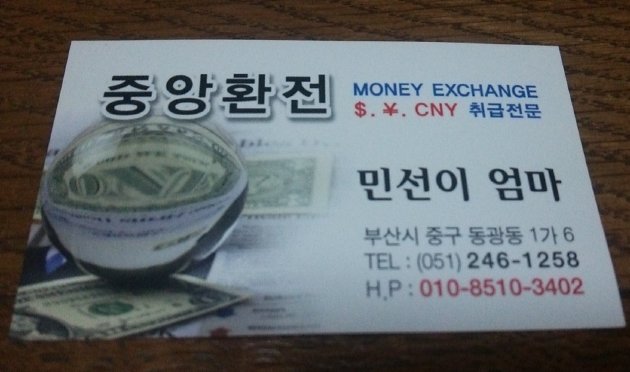 중앙환전
MONEY EXCHANGE
$. ¥. CNY 취급전문
민선이 엄마
부산시 중구 동광동 1가 6
TEL : (051) 246-1258
H.P : 010-8510-3402